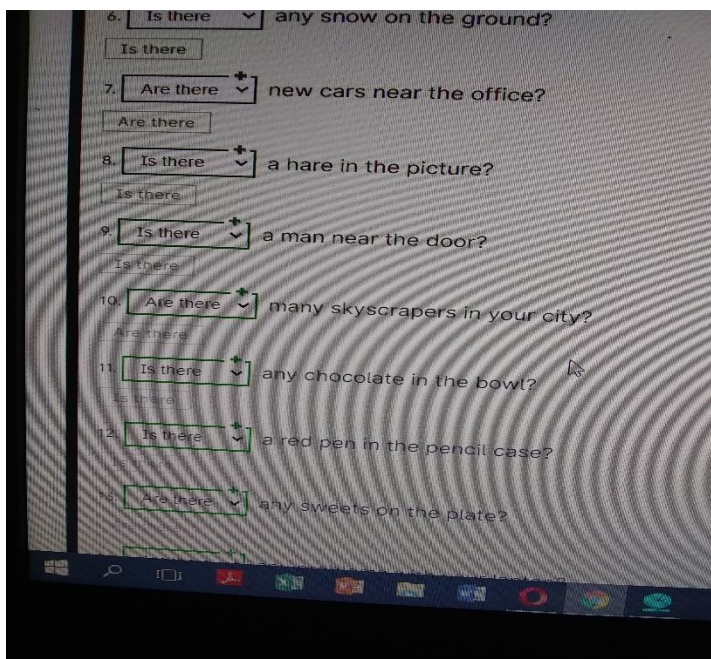 6. Is there any snow on the ground?
Is there
7. Are there new cars near the office?
Are there
8. Is there a hare in the picture?
Is there
9. Is there a man near the door?
Is there
10. Are there many skyscrapers in your city?
Are there
11. Is there any chocolate in the bowl?
Is there
12. Is there a red pen in the pencil case?
13. Are there any sweets on the plate?